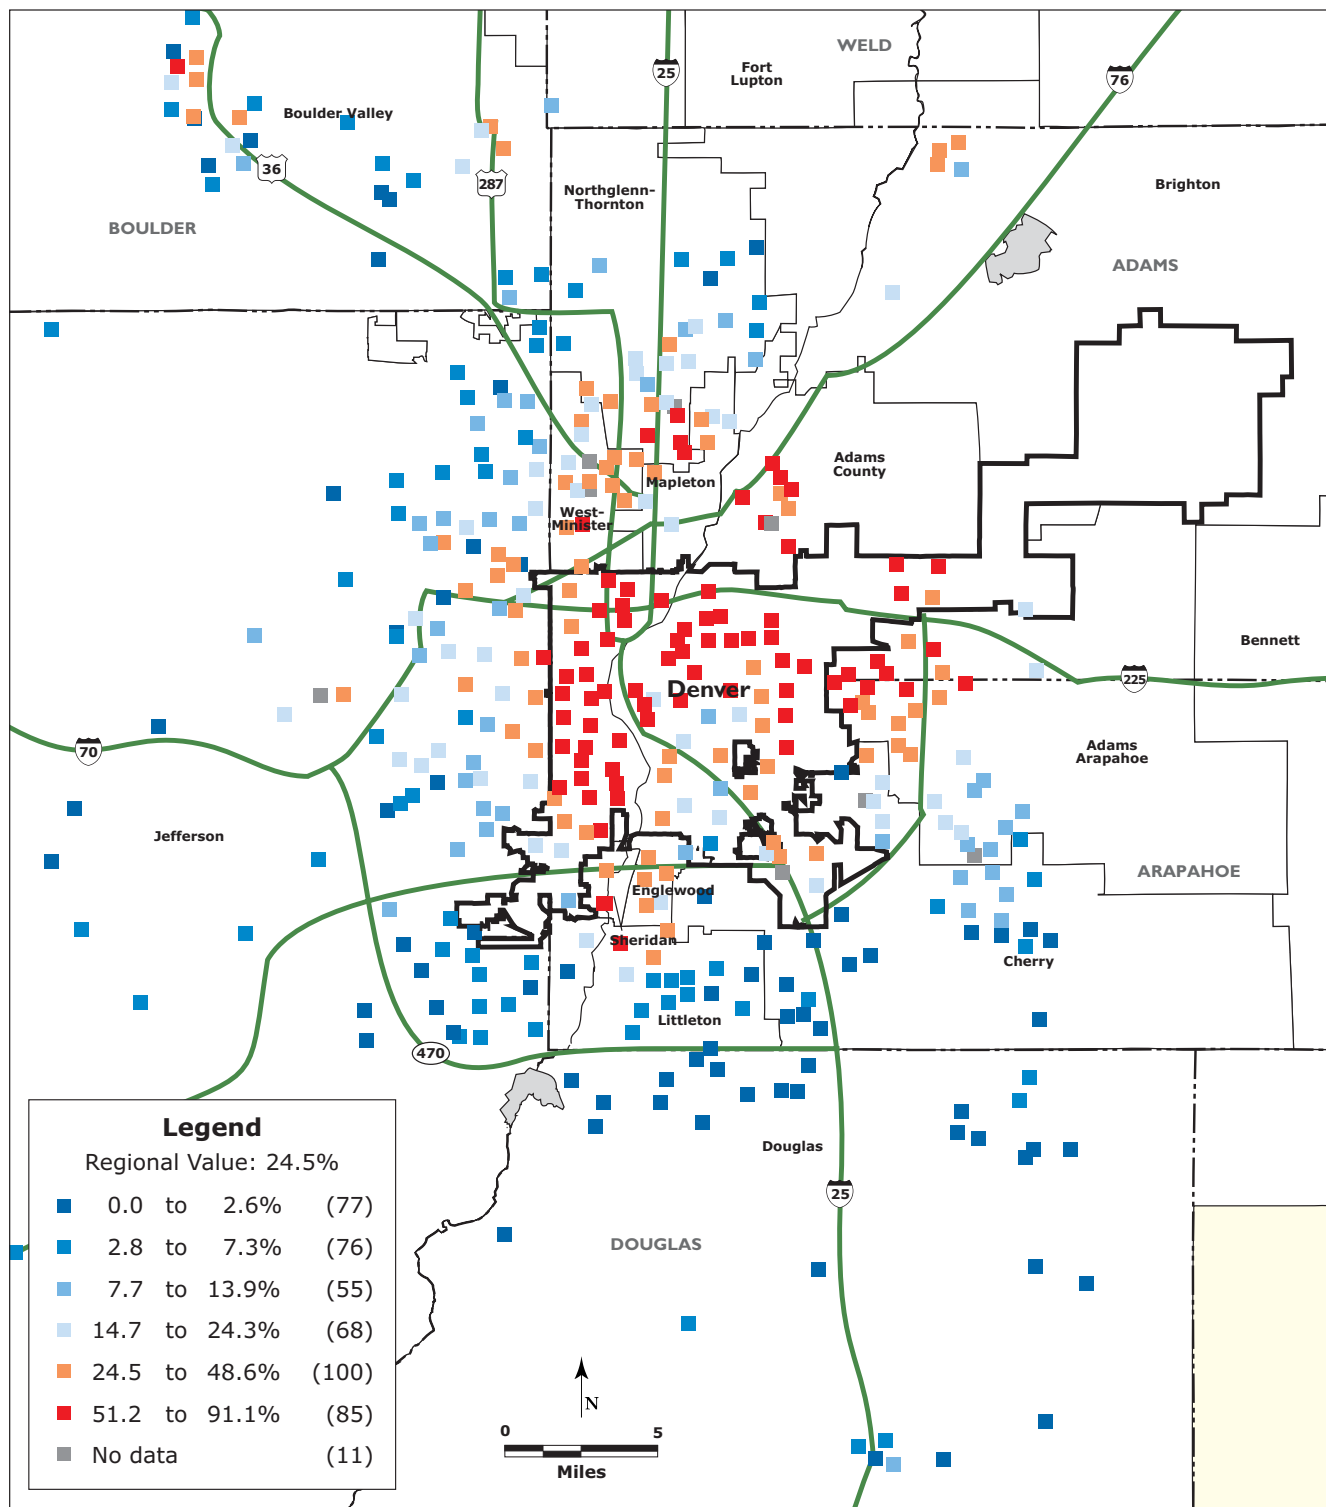 WELD
Fort
Lupton
25
76
Boulder Valley
36
287
Northglenn-
Thornton
Brighton
BOULDER
ADAMS
Adams
County
Mapleton
West-
Minister
Bennett
Denver
225
70
Adams
Arapahoe
Jefferson
ARAPAHOE
Englewood
Sheridan
Cherry
Littleton
470
Douglas
25
DOUGLAS
Legend
Regional Value: 24.5%
0.0 to 2.6% (77)
2.8 to 7.3% (76)
7.7 to 13.9% (55)
14.7 to 24.3% (68)
24.5 to 48.6% (100)
51.2 to 91.1% (85)
No data (11)
N
0 5
Miles